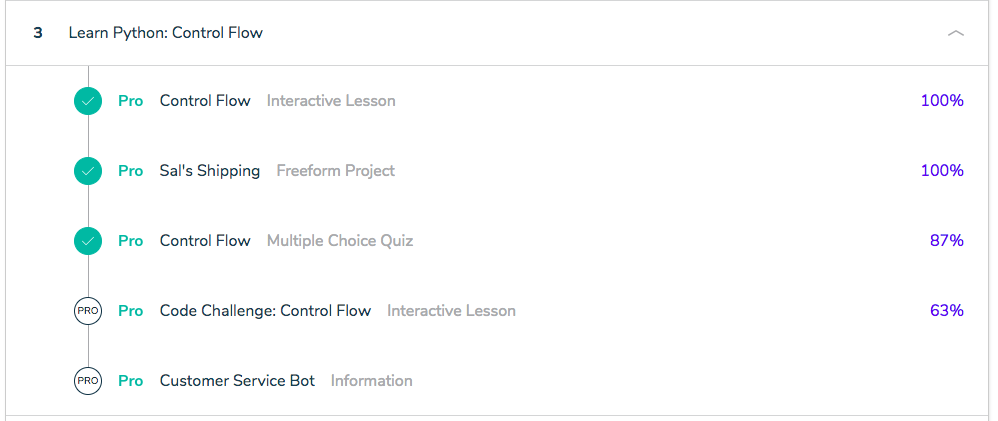 3 Learn Python: Control Flow
Pro Control Flow Interactive Lesson 100%
Pro Sal's Shipping Freeform Project 100%
Pro Control Flow Multiple Choice Quiz 87%
PRO Pro Code Challenge: Control Flow Interactive Lesson 63%
PRO Pro Customer Service Bot Information